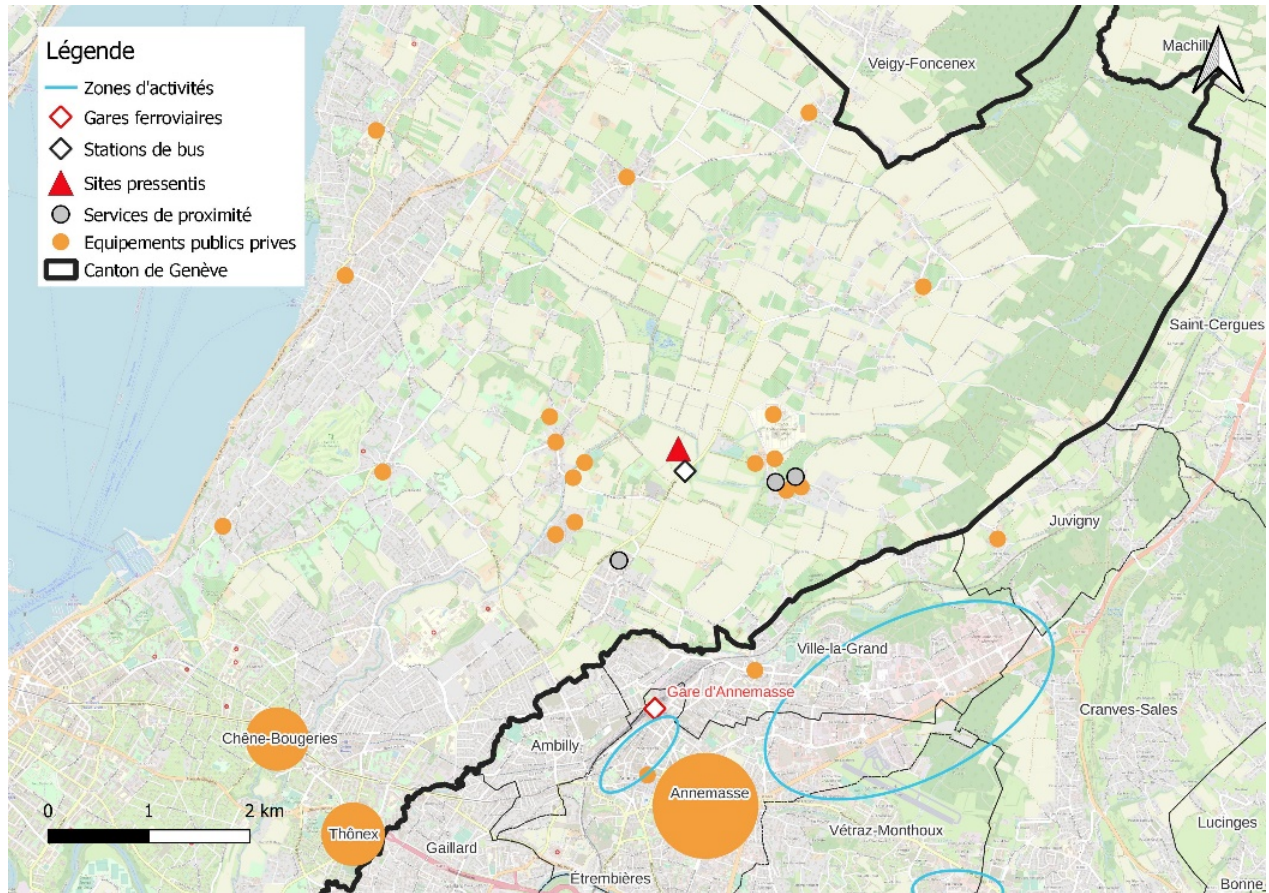 Légende
Zones d'activités
Gares ferroviaires
Stations de bus
Sites pressentis
Services de proximité
Equipements publics prives
Canton de Genève
Veigy-Foncenex
Machilly
Saint-Cergues
Juvigny
Ville-la-Grand
Gare d'Annemasse
Cranves-Sales
Chêne-Bougeries
Ambilly
Annemasse
0 1 2 km
Thônex
Gaillard
Vétraz-Monthoux
Lucinges
Étrembières
Bonne